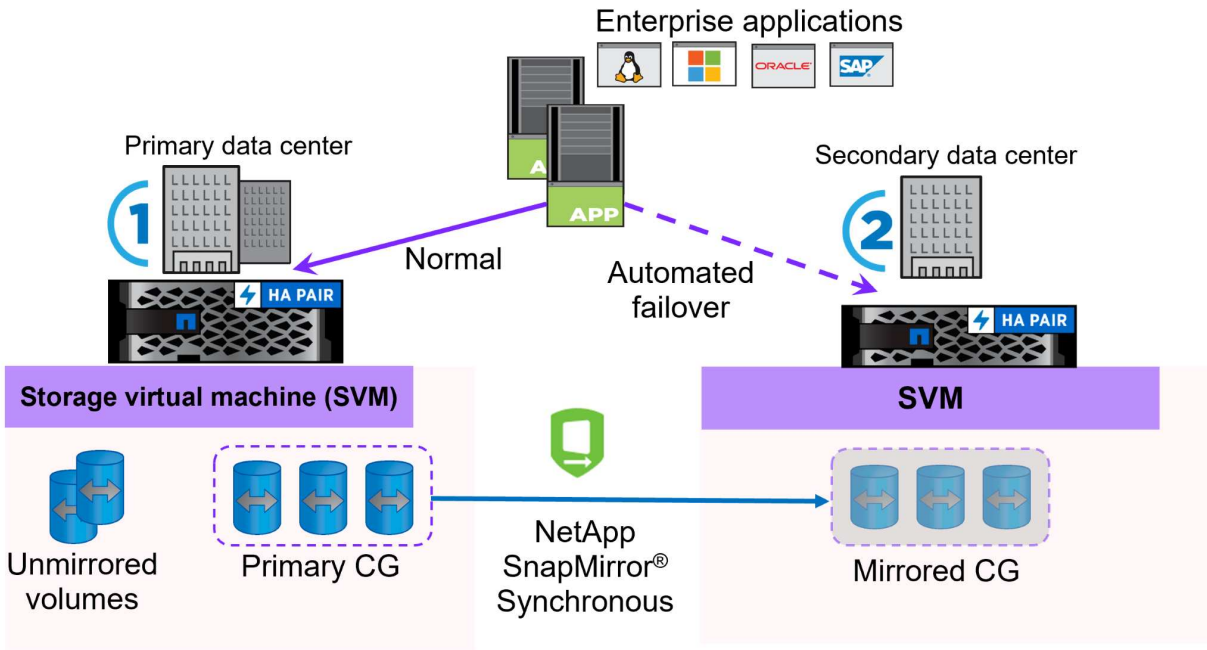 Enterprise applications
ORACLE
SAP
A
APP
Primary data center
Secondary data center
1
2
Normal
Automated
failover
HA PAIR
HA PAIR
Storage virtual machine (SVM)
SVM
Unmirrored
volumes
Primary CG
NetApp
SnapMirror®
Synchronous
Mirrored CG